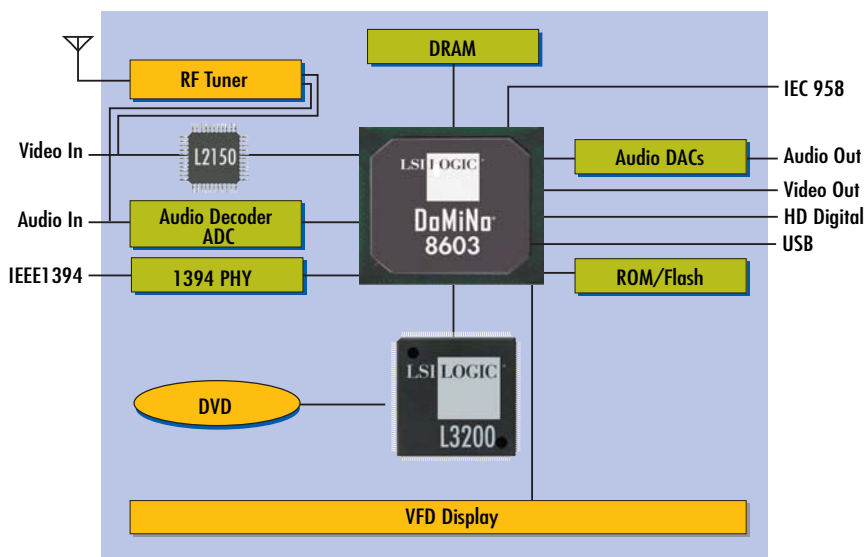 DRAM
RF Tuner
IEC 958
Video In
L2150
LSI LOGIC
Audio DACs
Audio Out
Video Out
DoMiNo
8603
HD Digital
Audio In
Audio Decoder
ADC
USB
IEEE1394
1394 PHY
ROM/Flash
LSI LOGIC
DVD
L3200
VFD Display